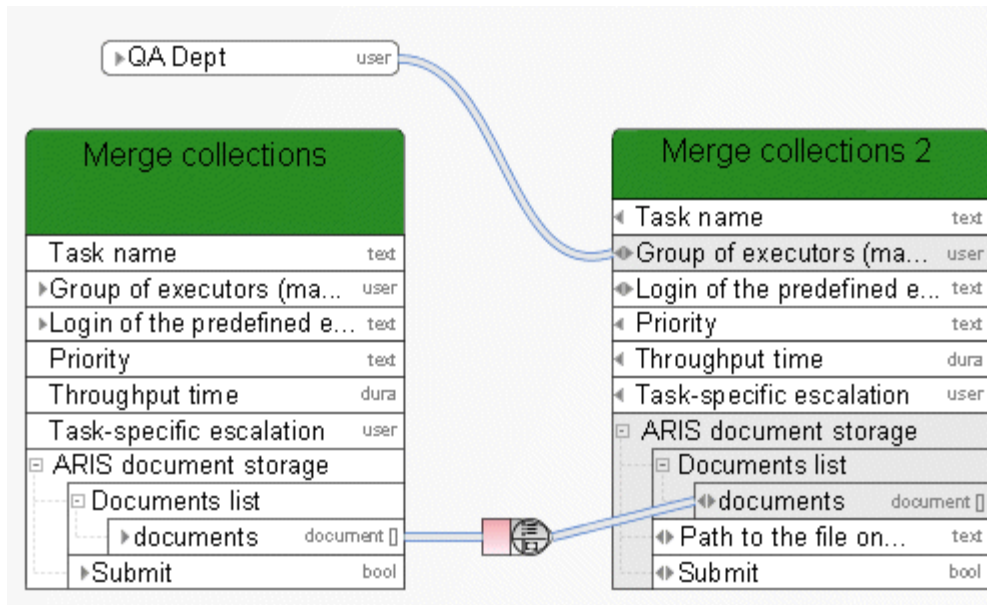 QA Dept user
Merge collections
Task name text
Group of executors (ma... user
Login of the predefined e... text
Priority text
Throughput time dura
Task-specific escalation user
ARIS document storage
Documents list
documents document []
Submit bool
Merge collections 2
Task name text
Group of executors (ma... user
Login of the predefined e... text
Priority text
Throughput time dura
Task-specific escalation user
ARIS document storage
Documents list
documents document []
Path to the file on... text
Submit bool